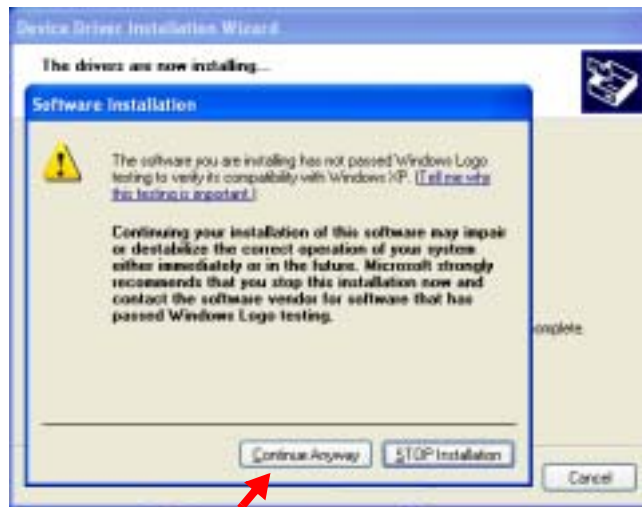 Device Driver Installation Wizard
The drivers are now installing...
Software Installation
The software you are installing has not passed Windows Logo
testing to verify its compatibility with Windows XP. (Tell me why
this testing is important.)
Continuing your installation of this software may impair
or destabilize the correct operation of your system
either immediately or in the future. Microsoft strongly
recommends that you stop this installation now and
contact the software vendor for software that has
passed Windows Logo testing.
omplete.
Continue Anyway
STOP Installation
Cancel